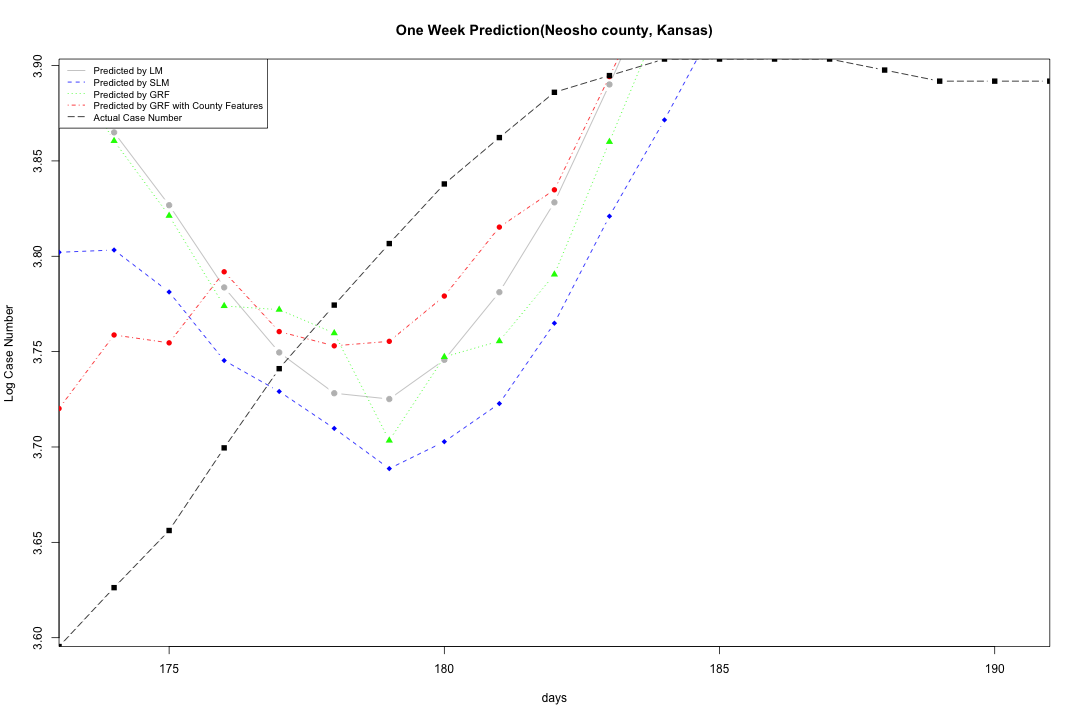 One Week Prediction(Neosho county, Kansas)
Predicted by LM
Predicted by SLM
Predicted by GRF
Predicted by GRF with County Features
Actual Case Number
Log Case Number
3.90
3.85
3.80
3.75
3.70
3.65
3.60
175 180 185 190
days